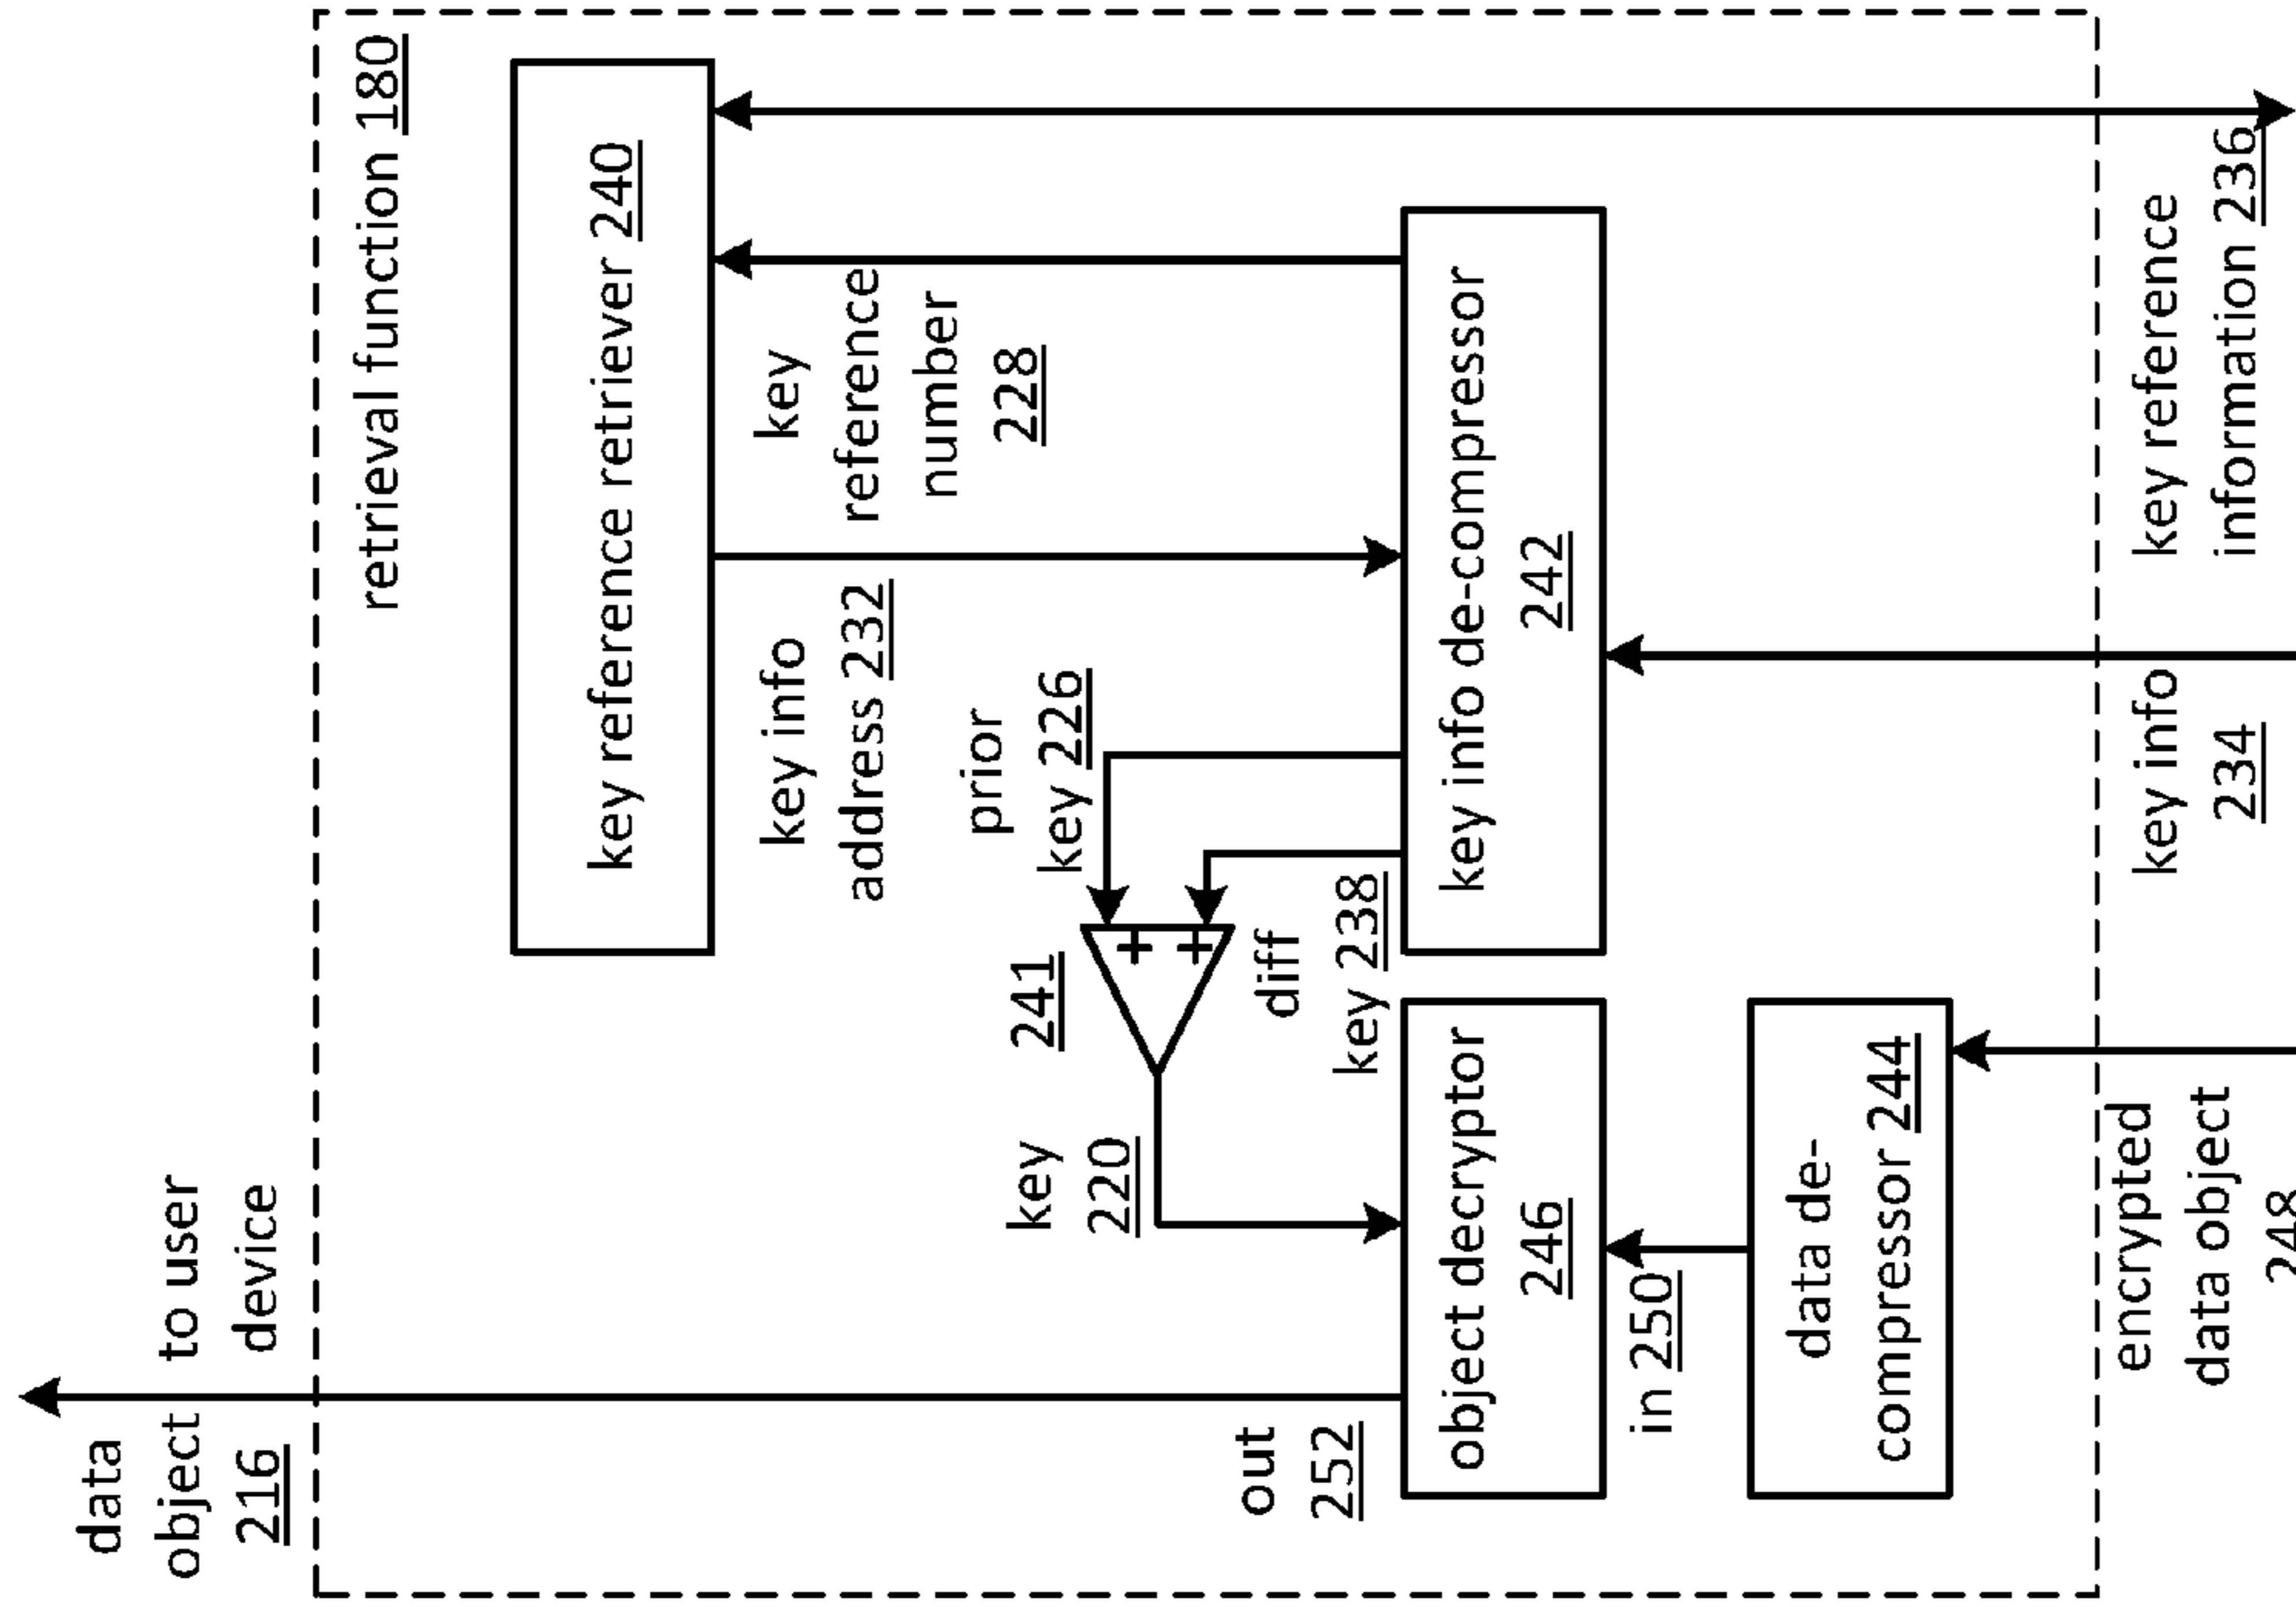 data
object
216
to user
device
retrieval function 180
key reference retriever 240
key info
address 232
key
reference
number
228
prior
key 226
241
key
220
diff
key 238
out
252
object decryptor
246
key info de-compressor
242
in 250
data de-
compressor 244
encrypted
data object
248
key info
234
key reference
information 236
+
+